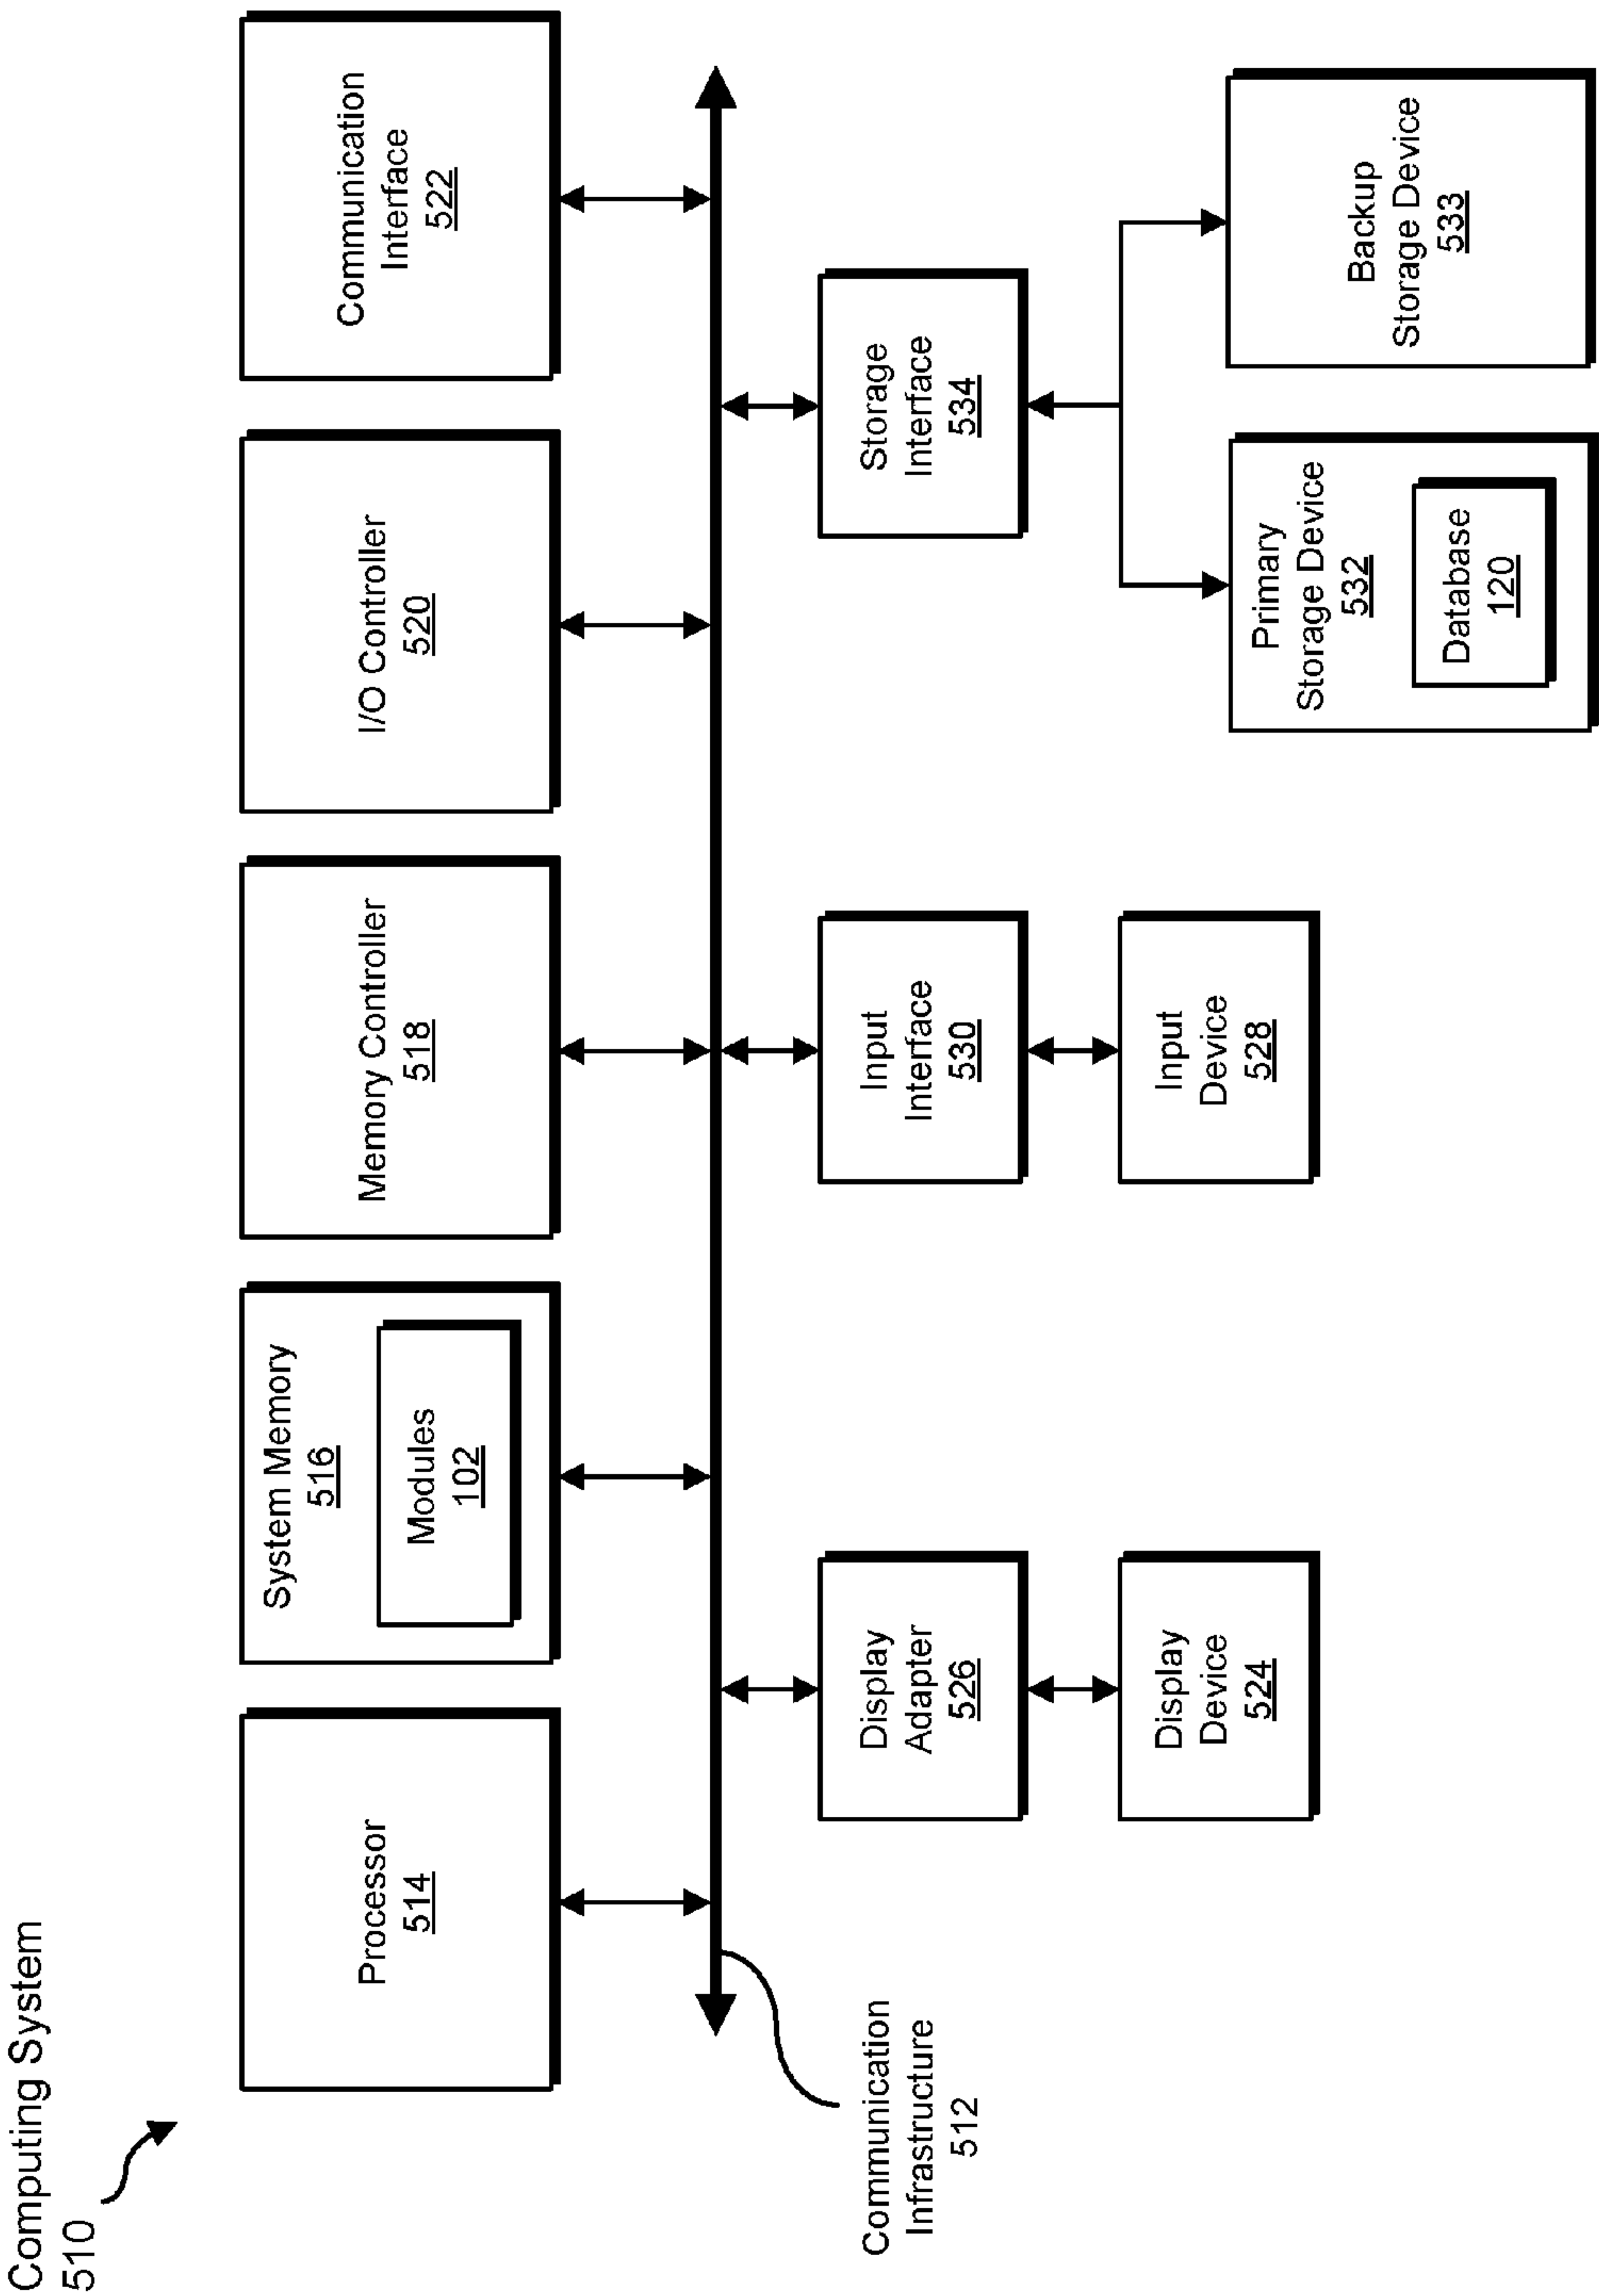 Computing System
510
Processor
514
System Memory
516
Modules
102
Memory Controller
518
I/O Controller
520
Communication
Interface
522
Communication
Infrastructure
512
Display
Adapter
526
Input
Interface
530
Storage
Interface
534
Display
Device
524
Input
Device
528
Primary
Storage Device
532
Database
120
Backup
Storage Device
533